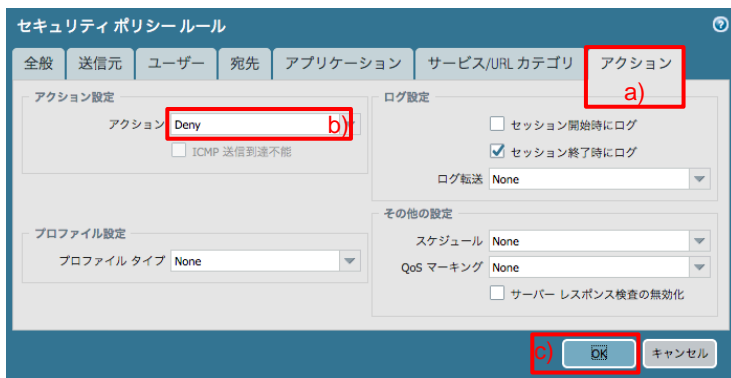 セキュリティ ポリシー ルール
全般 送信元 ユーザー 宛先 アプリケーション サービス/URL カテゴリ アクション
a)
アクション設定
アクション Deny b)
ICMP 送信到達不能
ログ設定
セッション開始時にログ
セッション終了時にログ
ログ転送 None
プロファイル設定
プロファイル タイプ None
その他の設定
スケジュール None
QoS マーキング None
サーバー レスポンス検査の無効化
c) OK キャンセル